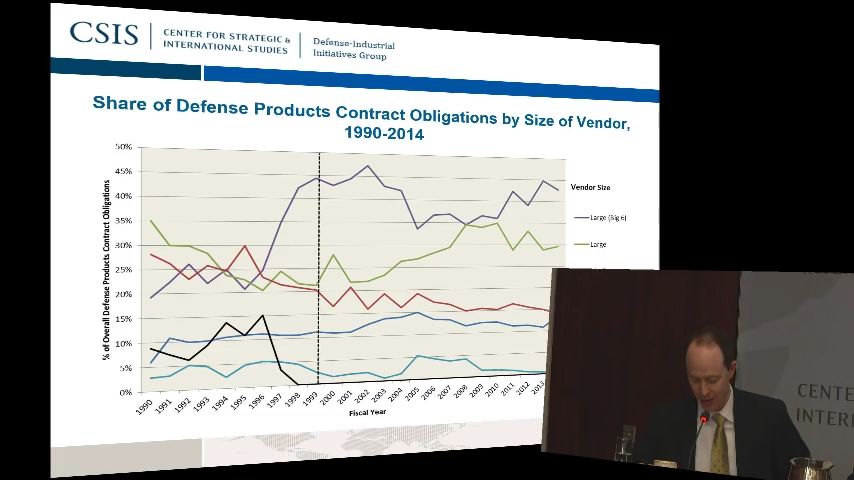 CSIS
CENTER FOR STRATEGIC &
INTERNATIONAL STUDIES
Defense-Industrial
Initiatives Group
Share of Defense Products Contract Obligations by Size of Vendor,
1990-2014
% of Overall Defense Products Contract Obligations
50%
45%
40%
35%
30%
25%
20%
15%
10%
5%
0%
1990
1991
1992
1993
1994
1995
1996
1997
1998
1999
2000
2001
2002
2003
2004
2005
2006
2007
2008
2009
2010
2011
2012
2013
Fiscal Year
Vendor Size
Large (Big 6)
Large
CENTE
INTERN